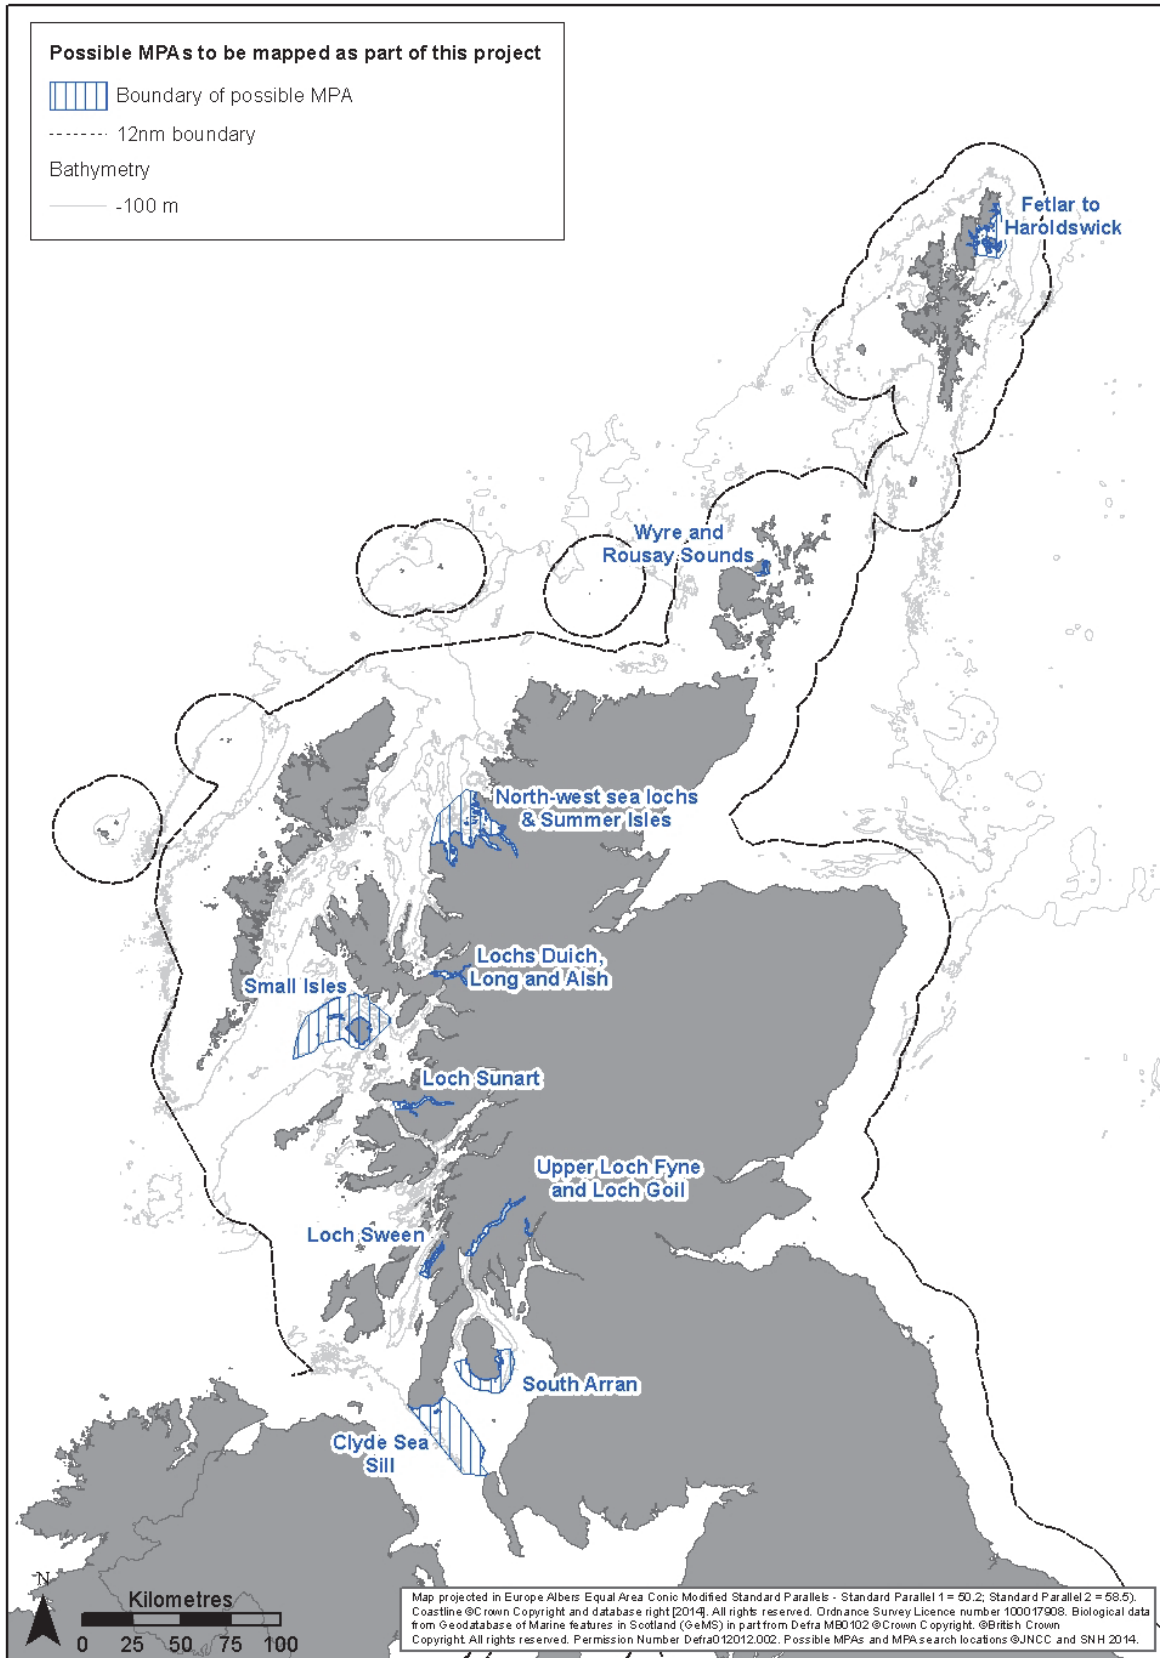 Possible MPAs to be mapped as part of this project
Boundary of possible MPA
12nm boundary
Bathymetry
-100 m
Fetlar to
Haroldswick
Wyre and
Rousay Sounds
North-west sea lochs
& Summer Isles
Lochs Duich,
Long and Alsh
Small Isles
Loch Sunart
Upper Loch Fyne
and Loch Goil
Loch Sween
South Arran
Clyde Sea
Sill
N
Kilometres
0 25 50 75 100
Map projected in Europe Albers Equal Area Conic Modified Standard Parallels - Standard Parallel 1 = 50.2; Standard Parallel 2 = 58.5).
Coastline ©Crown Copyright and database right [2014]. All rights reserved. Ordnance Survey Licence number 100017908. Biological data
from Geodatabase of Marine features in Scotland (GeMS) in part from Defra MB0102 ©Crown Copyright. ©British Crown
Copyright. All rights reserved. Permission Number Defra012012.002. Possible MPAs and MPA search locations ©JNCC and SNH 2014.